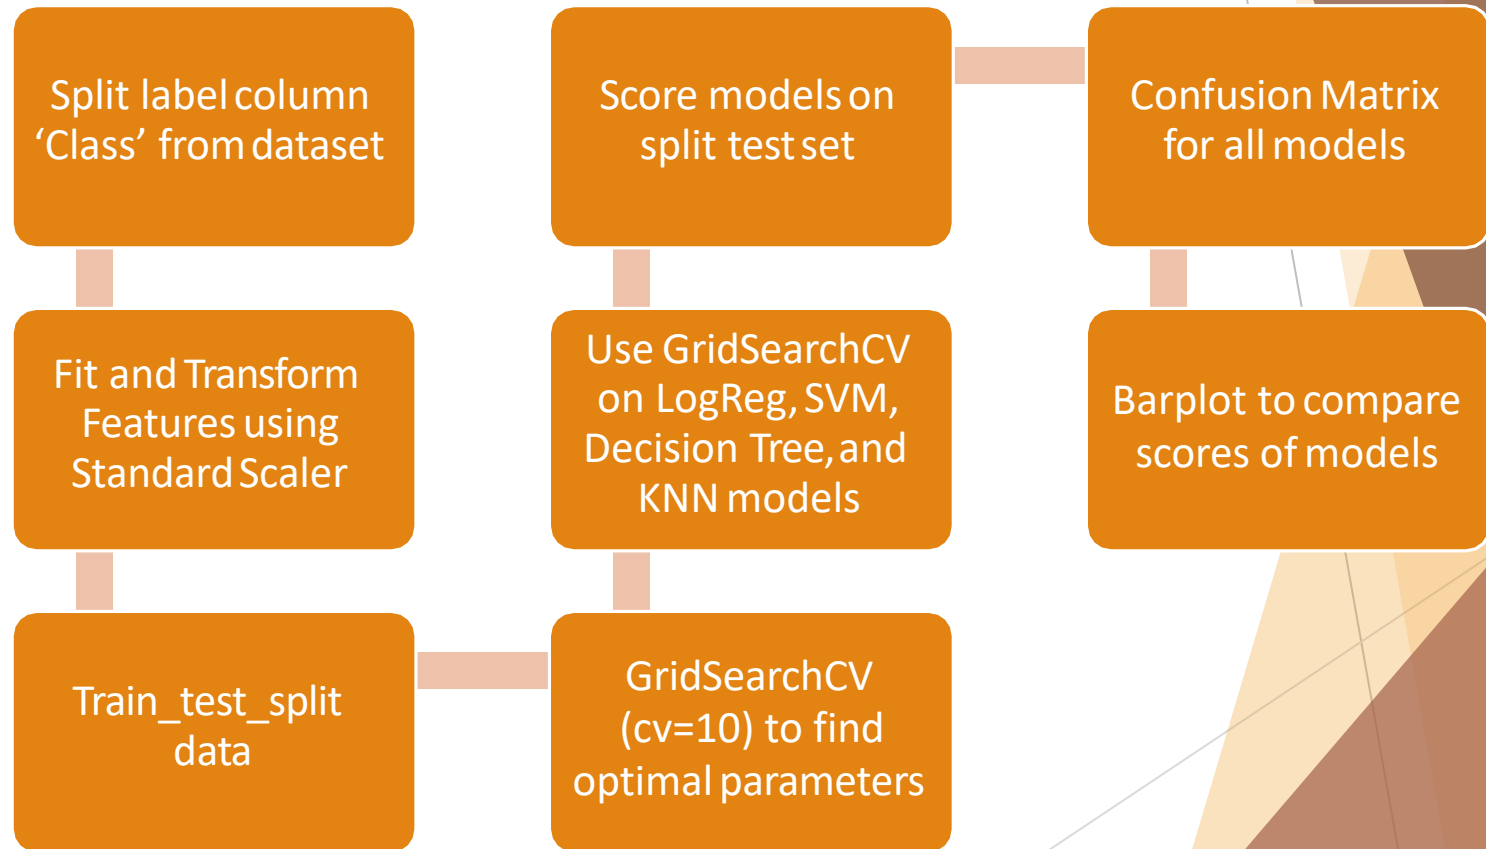 Split label column
‘Class’ from dataset
Fit and Transform
Features using
Standard Scaler
Train_test_split
data
GridSearchCV
(cv=10) to find
optimal parameters
Use GridSearchCV
on LogReg, SVM,
Decision Tree, and
KNN models
Score models on
split test set
Confusion Matrix
for all models
Barplot to compare
scores of models